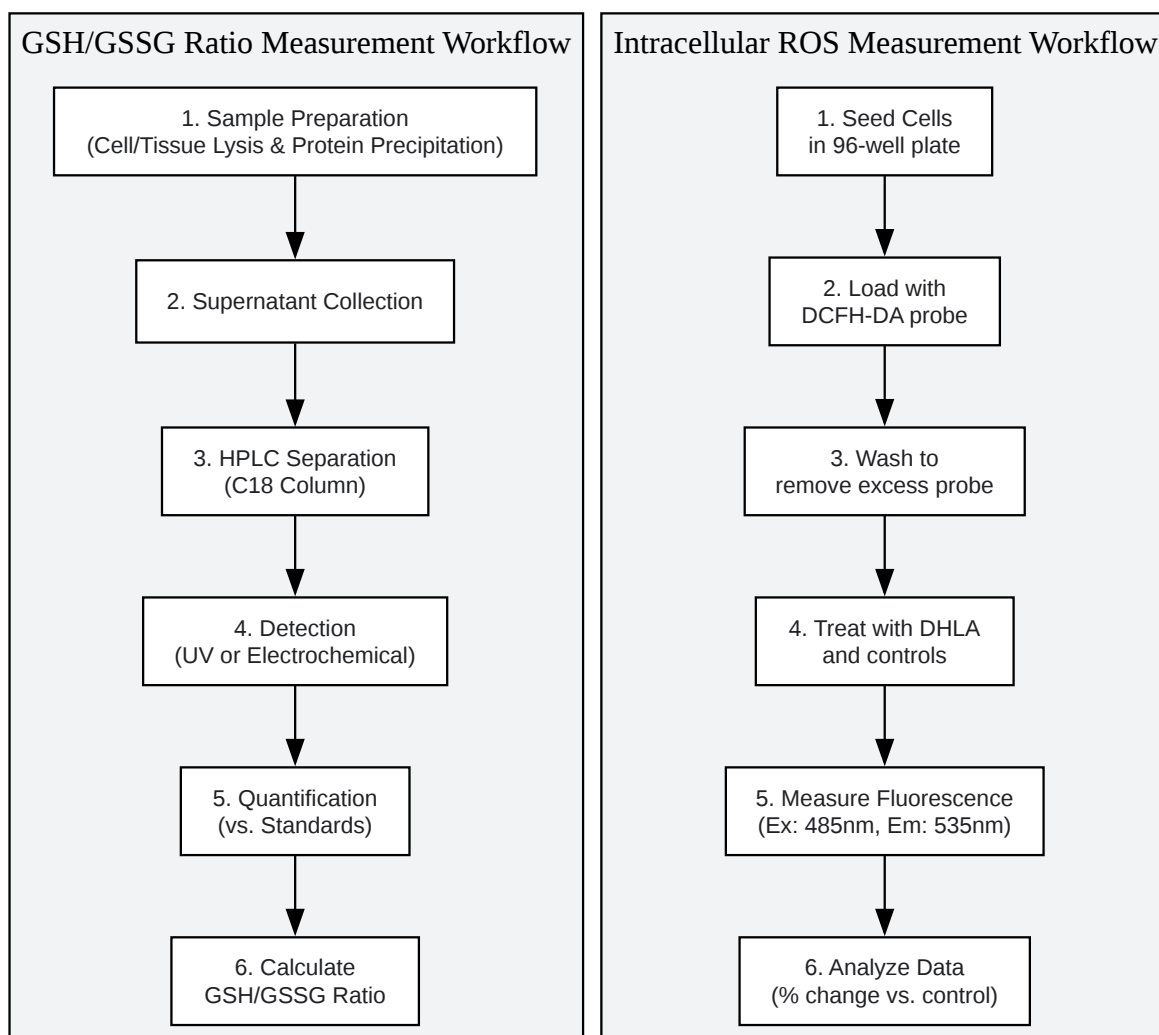 GSH/GSSG Ratio Measurement Workflow
1. Sample Preparation
(Cell/Tissue Lysis & Protein Precipitation)
2. Supernatant Collection
3. HPLC Separation
(C18 Column)
4. Detection
(UV or Electrochemical)
5. Quantification
(vs. Standards)
6. Calculate
GSH/GSSG Ratio
Intracellular ROS Measurement Workflow
1. Seed Cells
in 96-well plate
2. Load with
DCFH-DA probe
3. Wash to
remove excess probe
4. Treat with DHLA
and controls
5. Measure Fluorescence
(Ex: 485nm, Em: 535nm)
6. Analyze Data
(% change vs. control)